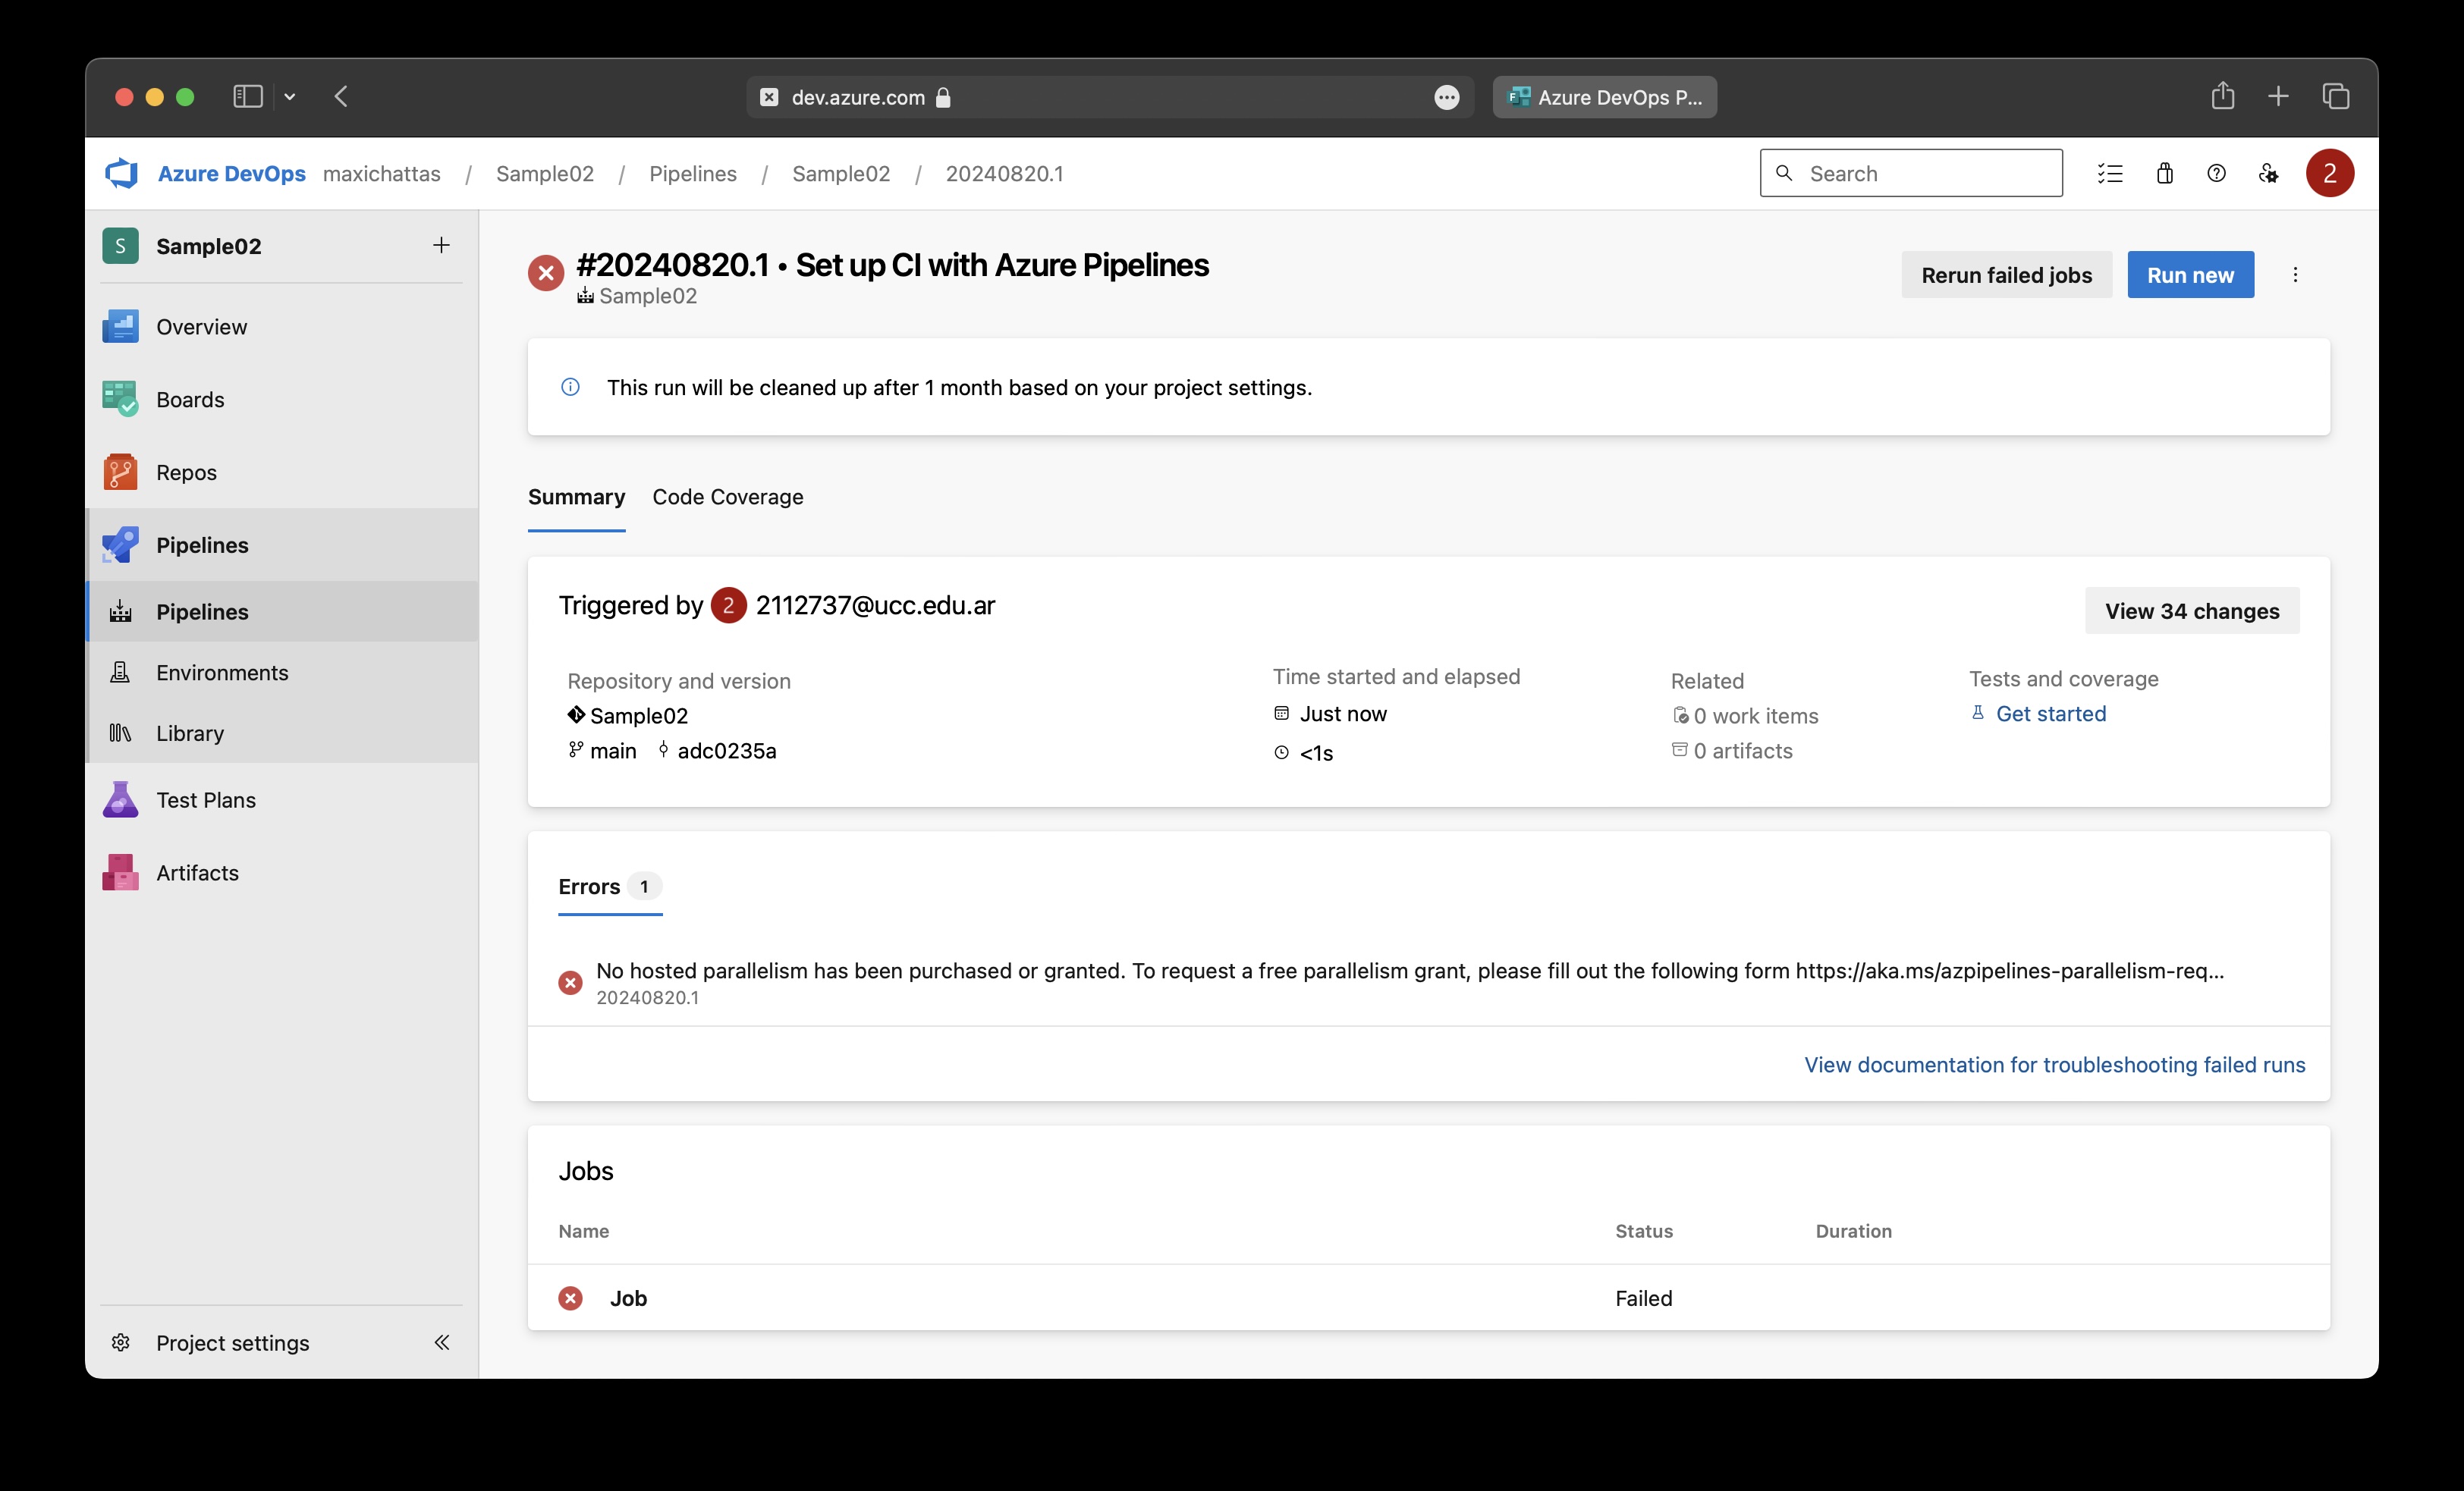 dev.azure.com
Azure DevOps P...
Azure DevOps maxichattas / Sample02 / Pipelines / Sample02 / 20240820.1
Search
2
S Sample02
Overview
Boards
Repos
Pipelines
Pipelines
Environments
Library
Test Plans
Artifacts
Project settings
#20240820.1 • Set up CI with Azure Pipelines
Sample02
Rerun failed jobs
Run new
This run will be cleaned up after 1 month based on your project settings.
Summary Code Coverage
Triggered by 2 2112737@ucc.edu.ar
View 34 changes
Repository and version
Sample02
main adc0235a
Time started and elapsed
Just now
<1s
Related
0 work items
0 artifacts
Tests and coverage
Get started
Errors 1
No hosted parallelism has been purchased or granted. To request a free parallelism grant, please fill out the following form https://aka.ms/azpipelines-parallelism-req...
20240820.1
View documentation for troubleshooting failed runs
Jobs
Name Status Duration
Job Failed